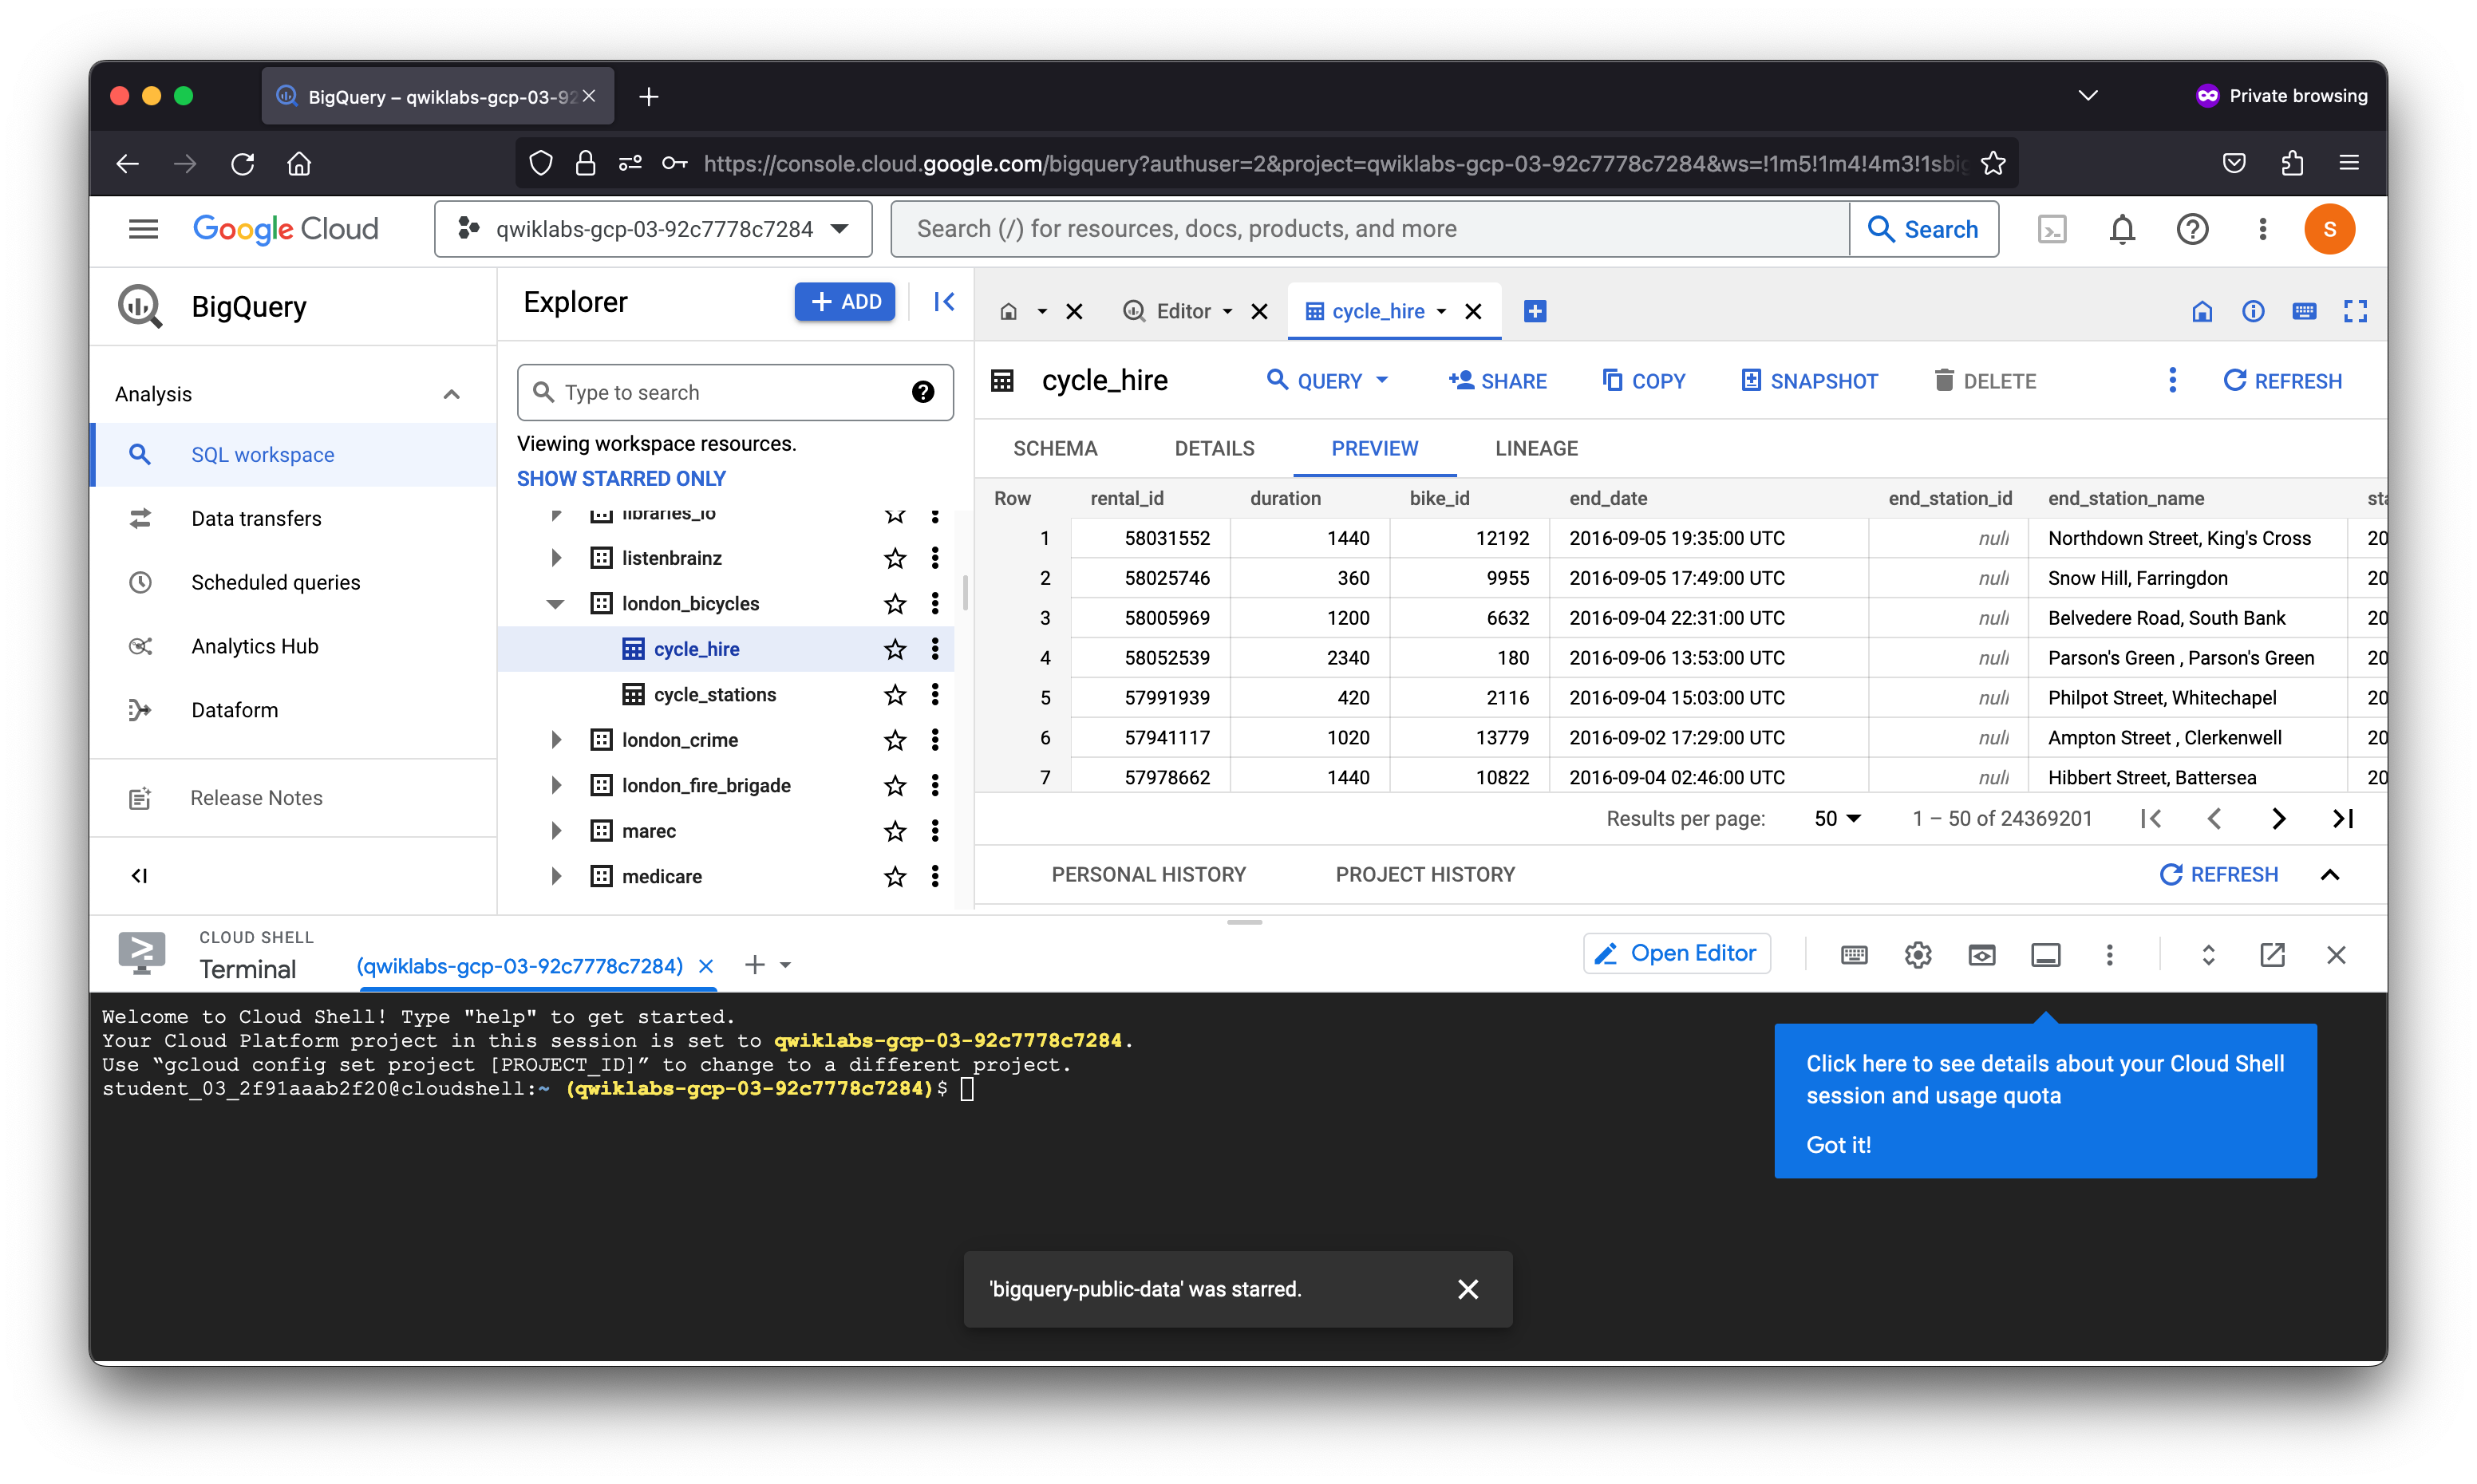 BigQuery – qwiklabs-gcp-03-92
Private browsing
https://console.cloud.google.com/bigquery?authuser=2&project=qwiklabs-gcp-03-92c7778c7284&ws=!1m5!1m4!4m3!1sbig
Google Cloud
qwiklabs-gcp-03-92c7778c7284
Search (/) for resources, docs, products, and more
Search
S
BigQuery
Analysis
SQL workspace
Data transfers
Scheduled queries
Analytics Hub
Dataform
Release Notes
Explorer
+ ADD
Type to search
Viewing workspace resources.
SHOW STARRED ONLY
libraries_io
listenbrainz
london_bicycles
cycle_hire
cycle_stations
london_crime
london_fire_brigade
marec
medicare
Editor
cycle_hire
cycle_hire
QUERY
SHARE
COPY
SNAPSHOT
DELETE
REFRESH
SCHEMA DETAILS PREVIEW LINEAGE
Row rental_id duration bike_id end_date end_station_id end_station_name sta
1 58031552 1440 12192 2016-09-05 19:35:00 UTC null Northdown Street, King's Cross 20
2 58025746 360 9955 2016-09-05 17:49:00 UTC null Snow Hill, Farringdon 20
3 58005969 1200 6632 2016-09-04 22:31:00 UTC null Belvedere Road, South Bank 20
4 58052539 2340 180 2016-09-06 13:53:00 UTC null Parson's Green , Parson's Green 20
5 57991939 420 2116 2016-09-04 15:03:00 UTC null Philpot Street, Whitechapel 20
6 57941117 1020 13779 2016-09-02 17:29:00 UTC null Ampton Street , Clerkenwell 20
7 57978662 1440 10822 2016-09-04 02:46:00 UTC null Hibbert Street, Battersea 20
Results per page: 50 1 – 50 of 24369201
PERSONAL HISTORY PROJECT HISTORY REFRESH
CLOUD SHELL
Terminal
(qwiklabs-gcp-03-92c7778c7284)
Open Editor
Welcome to Cloud Shell! Type "help" to get started.
Your Cloud Platform project in this session is set to qwiklabs-gcp-03-92c7778c7284.
Use “gcloud config set project [PROJECT_ID]” to change to a different project.
student_03_2f91aaab2f20@cloudshell:~ (qwiklabs-gcp-03-92c7778c7284)$
Click here to see details about your Cloud Shell
session and usage quota
Got it!
'bigquery-public-data' was starred.